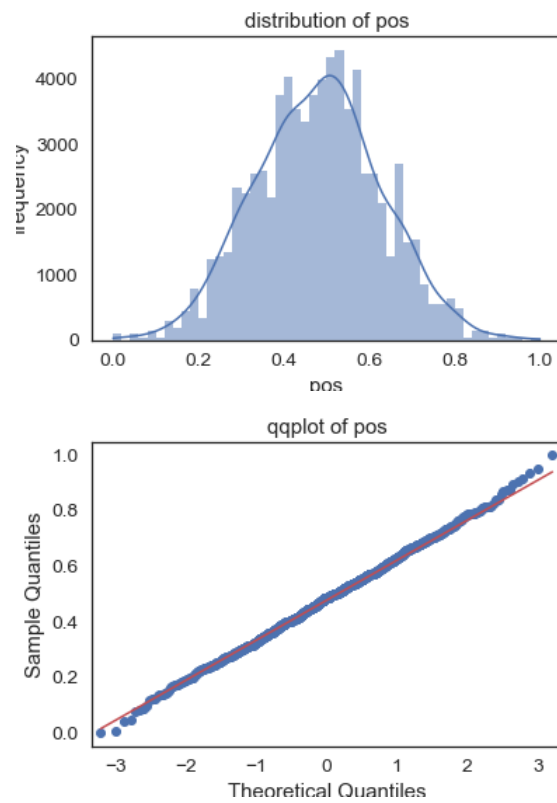 distribution of pos
4000
3000
2000
1000
0
frequency
0.0 0.2 0.4 0.6 0.8 1.0
pos
qqplot of pos
1.0
0.8
0.6
0.4
0.2
0.0
Sample Quantiles
−3 −2 −1 0 1 2 3
Theoretical Quantiles